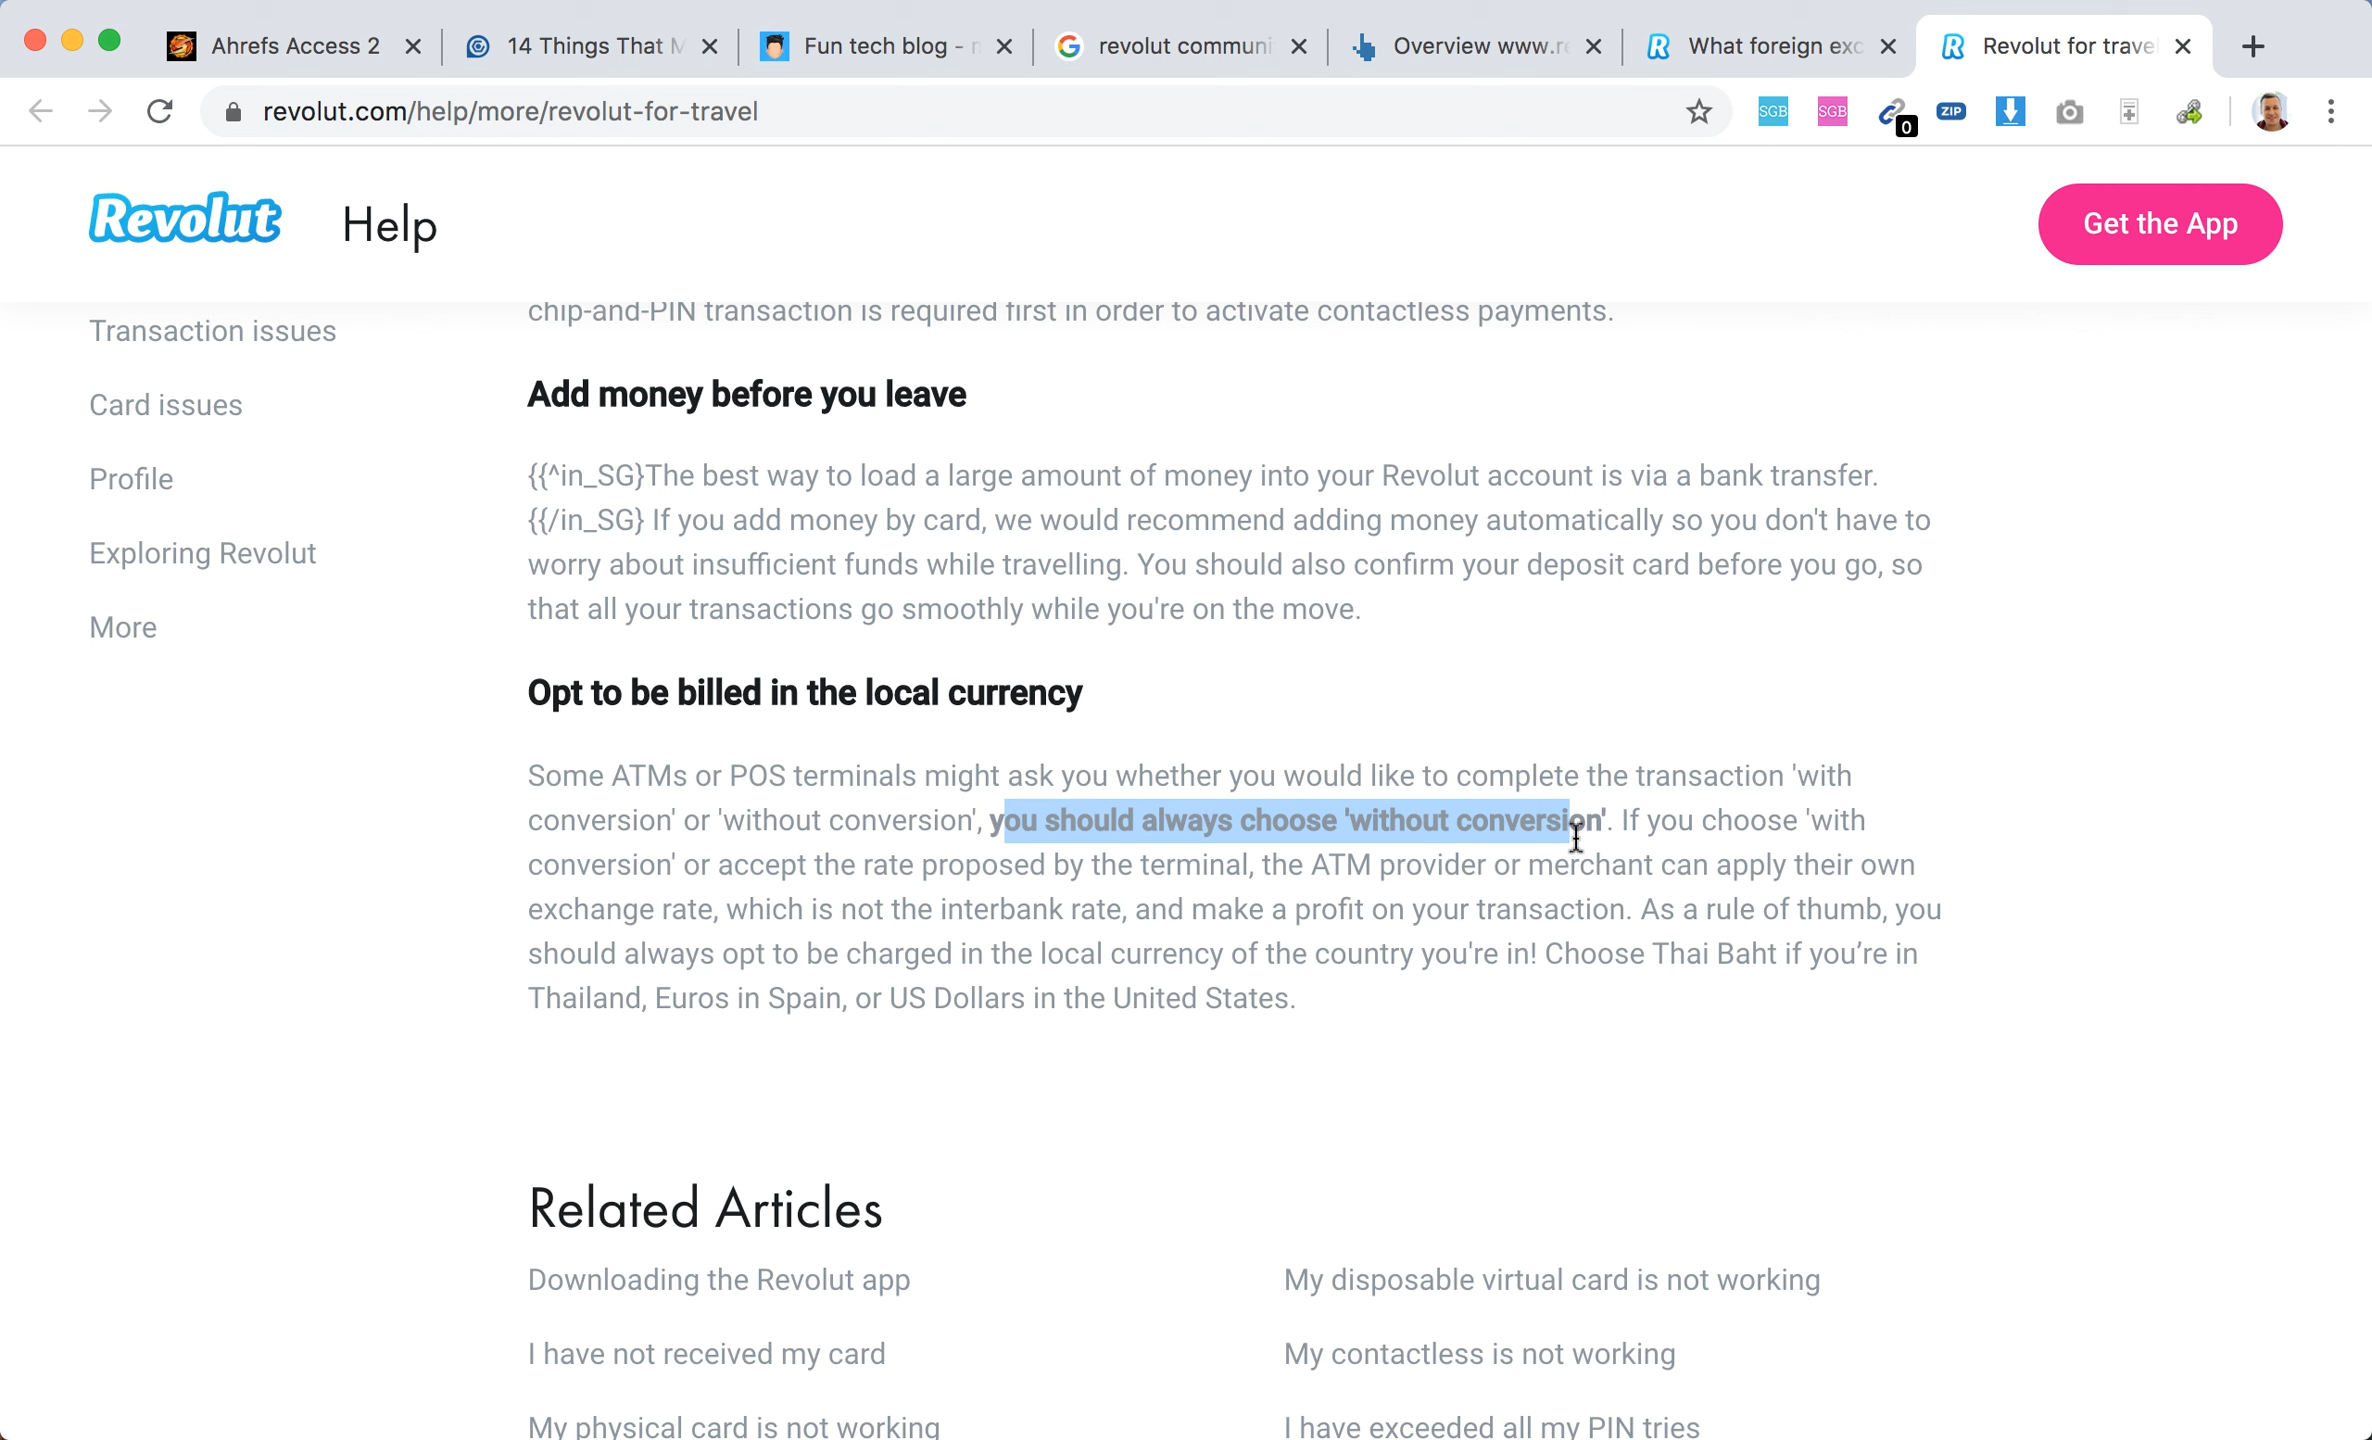 Ahrefs Access 2
14 Things That M
Fun tech blog - n
revolut communi
Overview www.re
What foreign exc
Revolut for trave
revolut.com/help/more/revolut-for-travel
SGB
SGB
0
ZIP
Revolut
Help
Get the App
chip-and-PIN transaction is required first in order to activate contactless payments.
Transaction issues
Card issues
Profile
Exploring Revolut
More
Add money before you leave
{{^in_SG}The best way to load a large amount of money into your Revolut account is via a bank transfer.
{{/in_SG} If you add money by card, we would recommend adding money automatically so you don't have to
worry about insufficient funds while travelling. You should also confirm your deposit card before you go, so
that all your transactions go smoothly while you're on the move.
Opt to be billed in the local currency
Some ATMs or POS terminals might ask you whether you would like to complete the transaction 'with
conversion' or 'without conversion', you should always choose 'without conversion'. If you choose 'with
conversion' or accept the rate proposed by the terminal, the ATM provider or merchant can apply their own
exchange rate, which is not the interbank rate, and make a profit on your transaction. As a rule of thumb, you
should always opt to be charged in the local currency of the country you're in! Choose Thai Baht if you’re in
Thailand, Euros in Spain, or US Dollars in the United States.
Related Articles
Downloading the Revolut app
My disposable virtual card is not working
I have not received my card
My contactless is not working
My physical card is not working
I have exceeded all my PIN tries